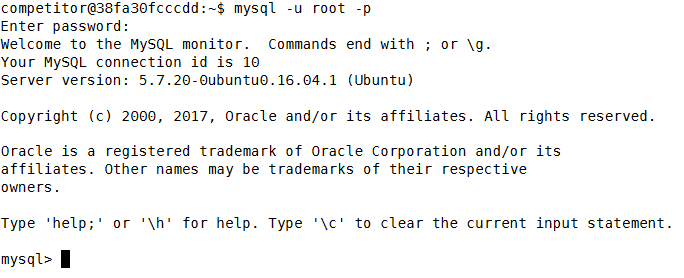 competitor@38fa30fcccdd:~$ mysql -u root -p
Enter password:
Welcome to the MySQL monitor.  Commands end with ; or \g.
Your MySQL connection id is 10
Server version: 5.7.20-0ubuntu0.16.04.1 (Ubuntu)

Copyright (c) 2000, 2017, Oracle and/or its affiliates. All rights reserved.

Oracle is a registered trademark of Oracle Corporation and/or its
affiliates. Other names may be trademarks of their respective
owners.

Type 'help;' or '\h' for help. Type '\c' to clear the current input statement.

mysql>